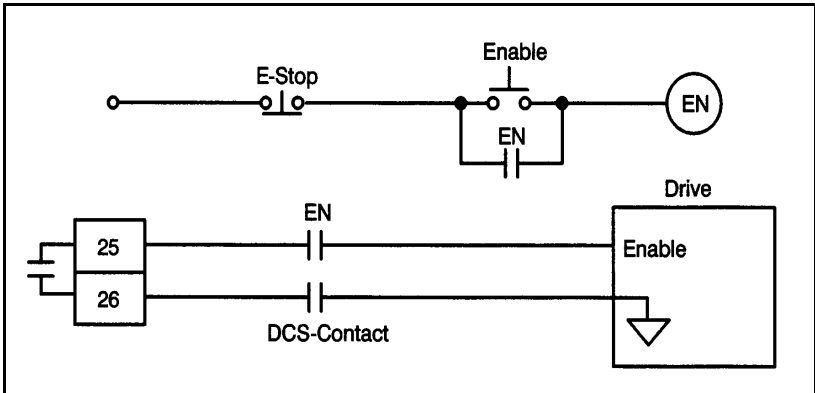 Enable
E-Stop
EN
EN
Drive
EN
25
Enable
26
DCS-Contact